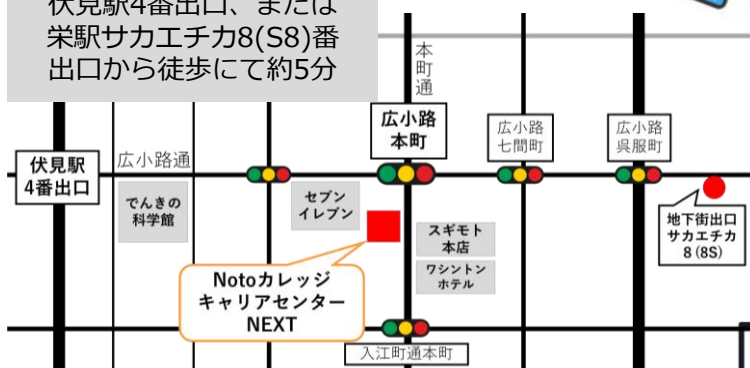 伏見駅4番出口、または
栄駅サカエチカ8(S8)番
出口から徒歩にて約5分
本
町
通
広小路
本町
広小路
七間町
広小路
呉服町
伏見駅
4番出口
広小路通
でんきの
科学館
セブン
イレブン
スギモト
本店
ワシントン
ホテル
地下街出口
サカエチカ
8 (8S)
Notoカレッジ
キャリアセンター
NEXT
入江町通本町